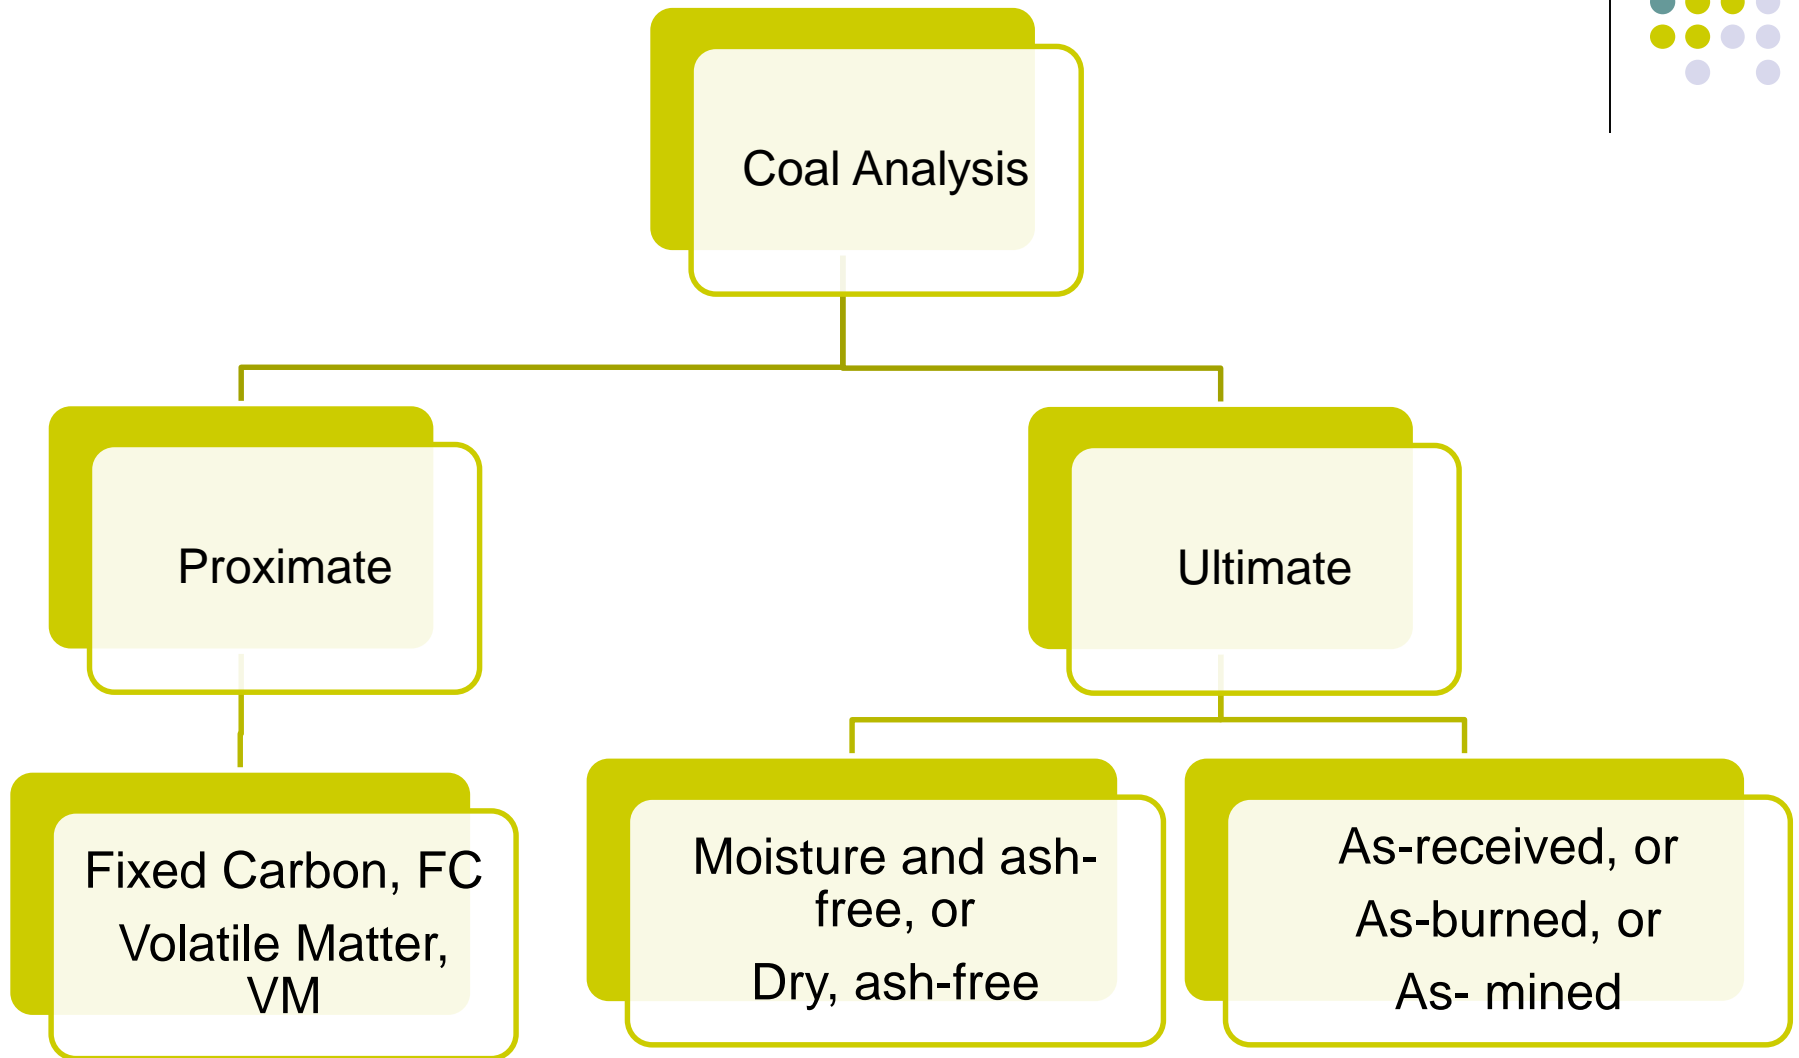 Coal Analysis
Proximate
Ultimate
Fixed Carbon, FC
Volatile Matter,
VM
Moisture and ash-
free, or
Dry, ash-free
As-received, or
As-burned, or
As- mined